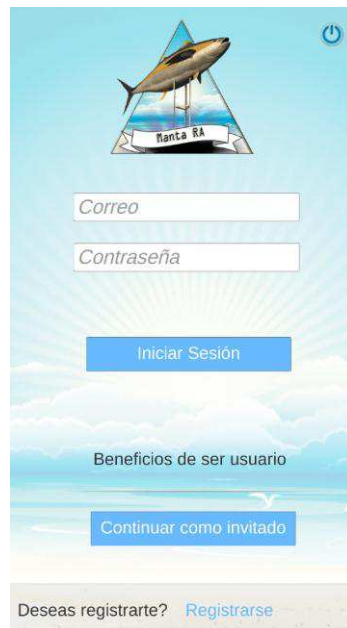 Manta RA
Correo
Contraseña
Iniciar Sesión
Beneficios de ser usuario
Continuar como invitado
Deseas registrarte? Registrarse